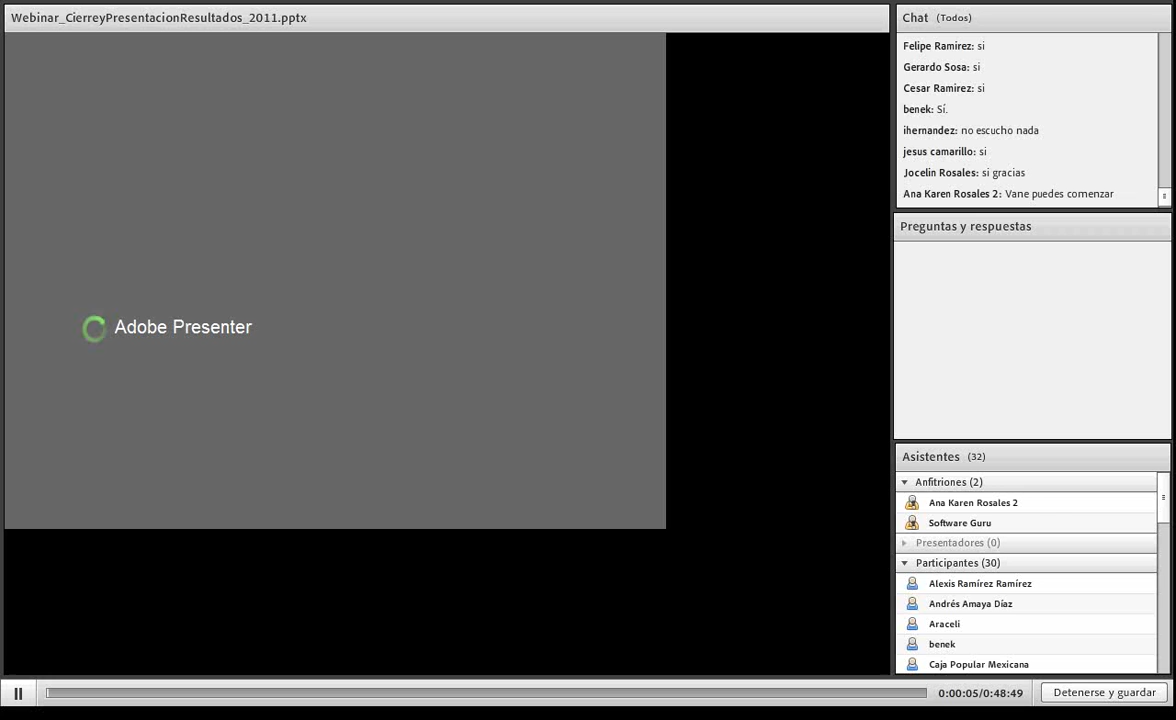 Webinar_CierreyPresentacionResultados_2011.pptx
Adobe Presenter
Chat (Todos)
Felipe Ramirez: si
Gerardo Sosa: si
Cesar Ramirez: si
benek: Sí.
ihernandez: no escucho nada
jesus camarillo: si
Jocelin Rosales: si gracias
Ana Karen Rosales 2: Vane puedes comenzar
Preguntas y respuestas
Asistentes (32)
Anfitriones (2)
Ana Karen Rosales 2
Software Guru
Presentadores (0)
Participantes (30)
Alexis Ramírez Ramírez
Andrés Amaya Díaz
Araceli
benek
Caja Popular Mexicana
0:00:05/0:48:49
Detenerse y guardar